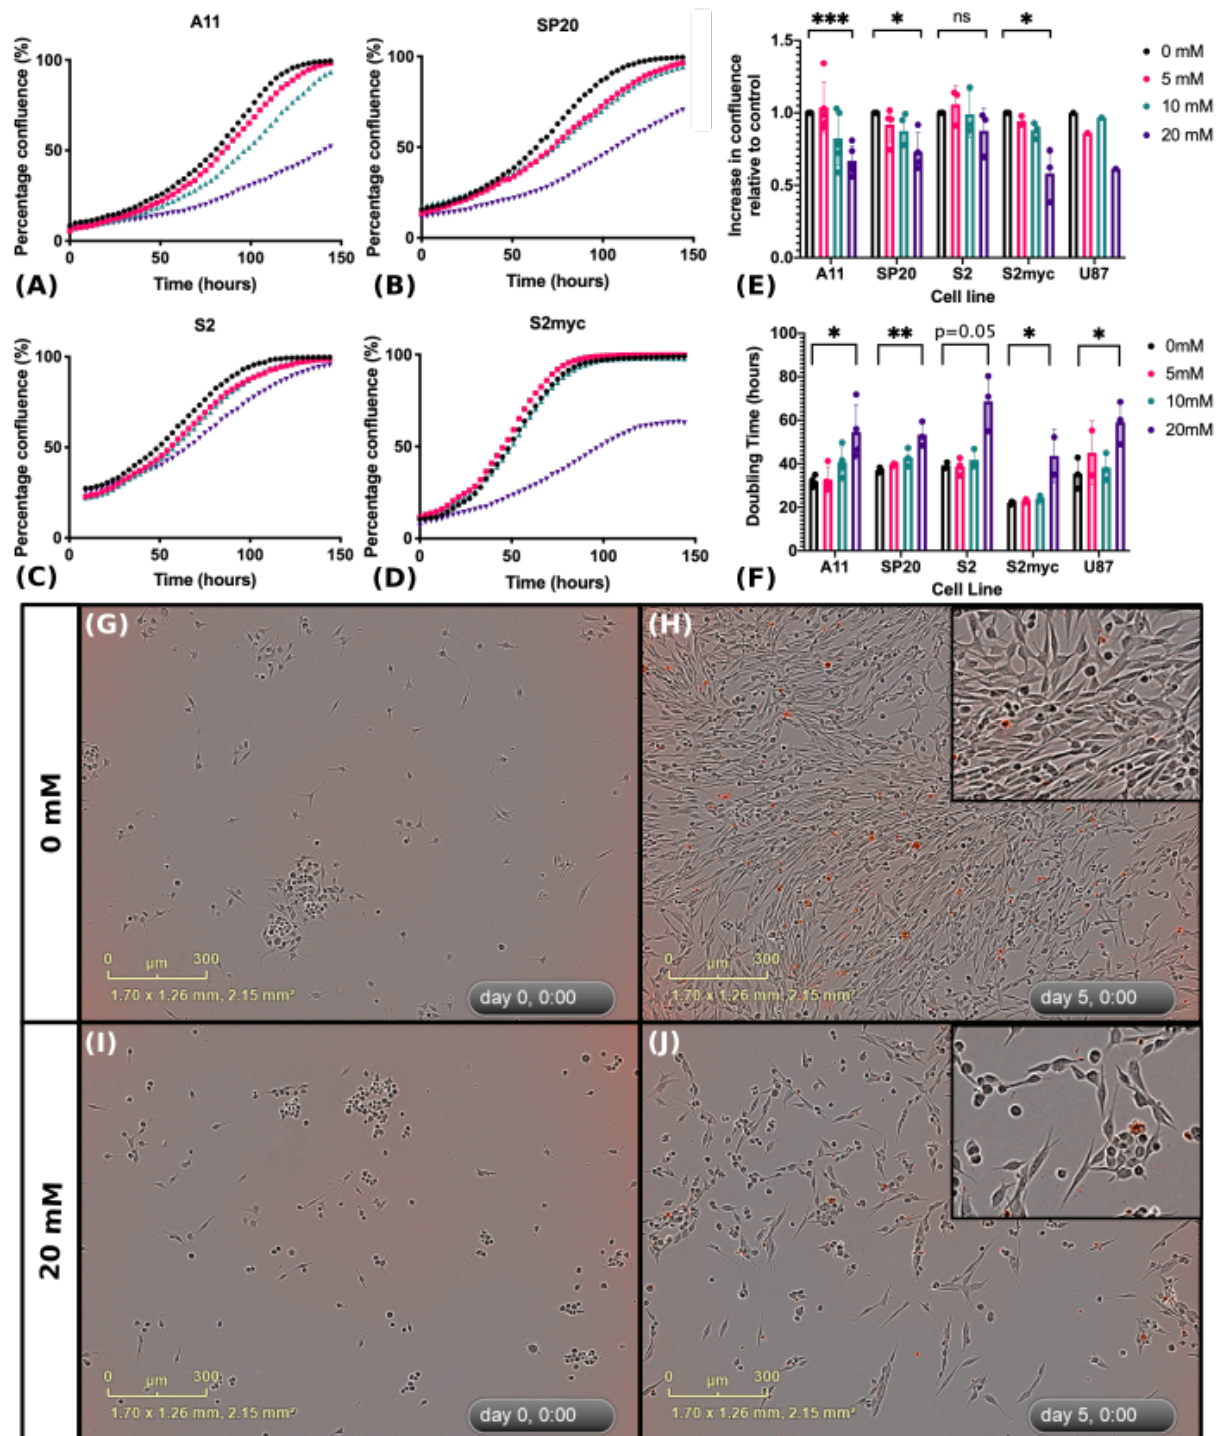 A11
Percentage confluence (%)
100
50
0
0
50
100
150
Time (hours)
(A)
SP20
Percentage confluence (%)
100
50
0
0
50
100
150
Time (hours)
(B)
***
*
ns
*
Increase in confluence
relative to control
1.5
1.0
0.5
0.0
A11 SP20 S2 S2myc U87
Cell line
(E)
0 mM
5 mM
10 mM
20 mM
S2
Percentage confluence (%)
100
50
0
0
50
100
150
Time (hours)
(C)
S2myc
Percentage confluence (%)
100
50
0
0
50
100
150
Time (hours)
(D)
*
**
p=0.05
*
*
Doubling Time (hours)
100
80
60
40
20
0
A11 SP20 S2 S2myc U87
Cell Line
(F)
0mM
5mM
10mM
20mM
0 mM
(G)
0 µm 300
1.70 x 1.26 mm, 2.15 mm²
day 0, 0:00
(H)
0 µm 300
1.70 x 1.26 mm, 2.15 mm²
day 5, 0:00
20 mM
(I)
0 µm 300
1.70 x 1.26 mm, 2.15 mm²
day 0, 0:00
(J)
0 µm 300
1.70 x 1.26 mm, 2.15 mm²
day 5, 0:00